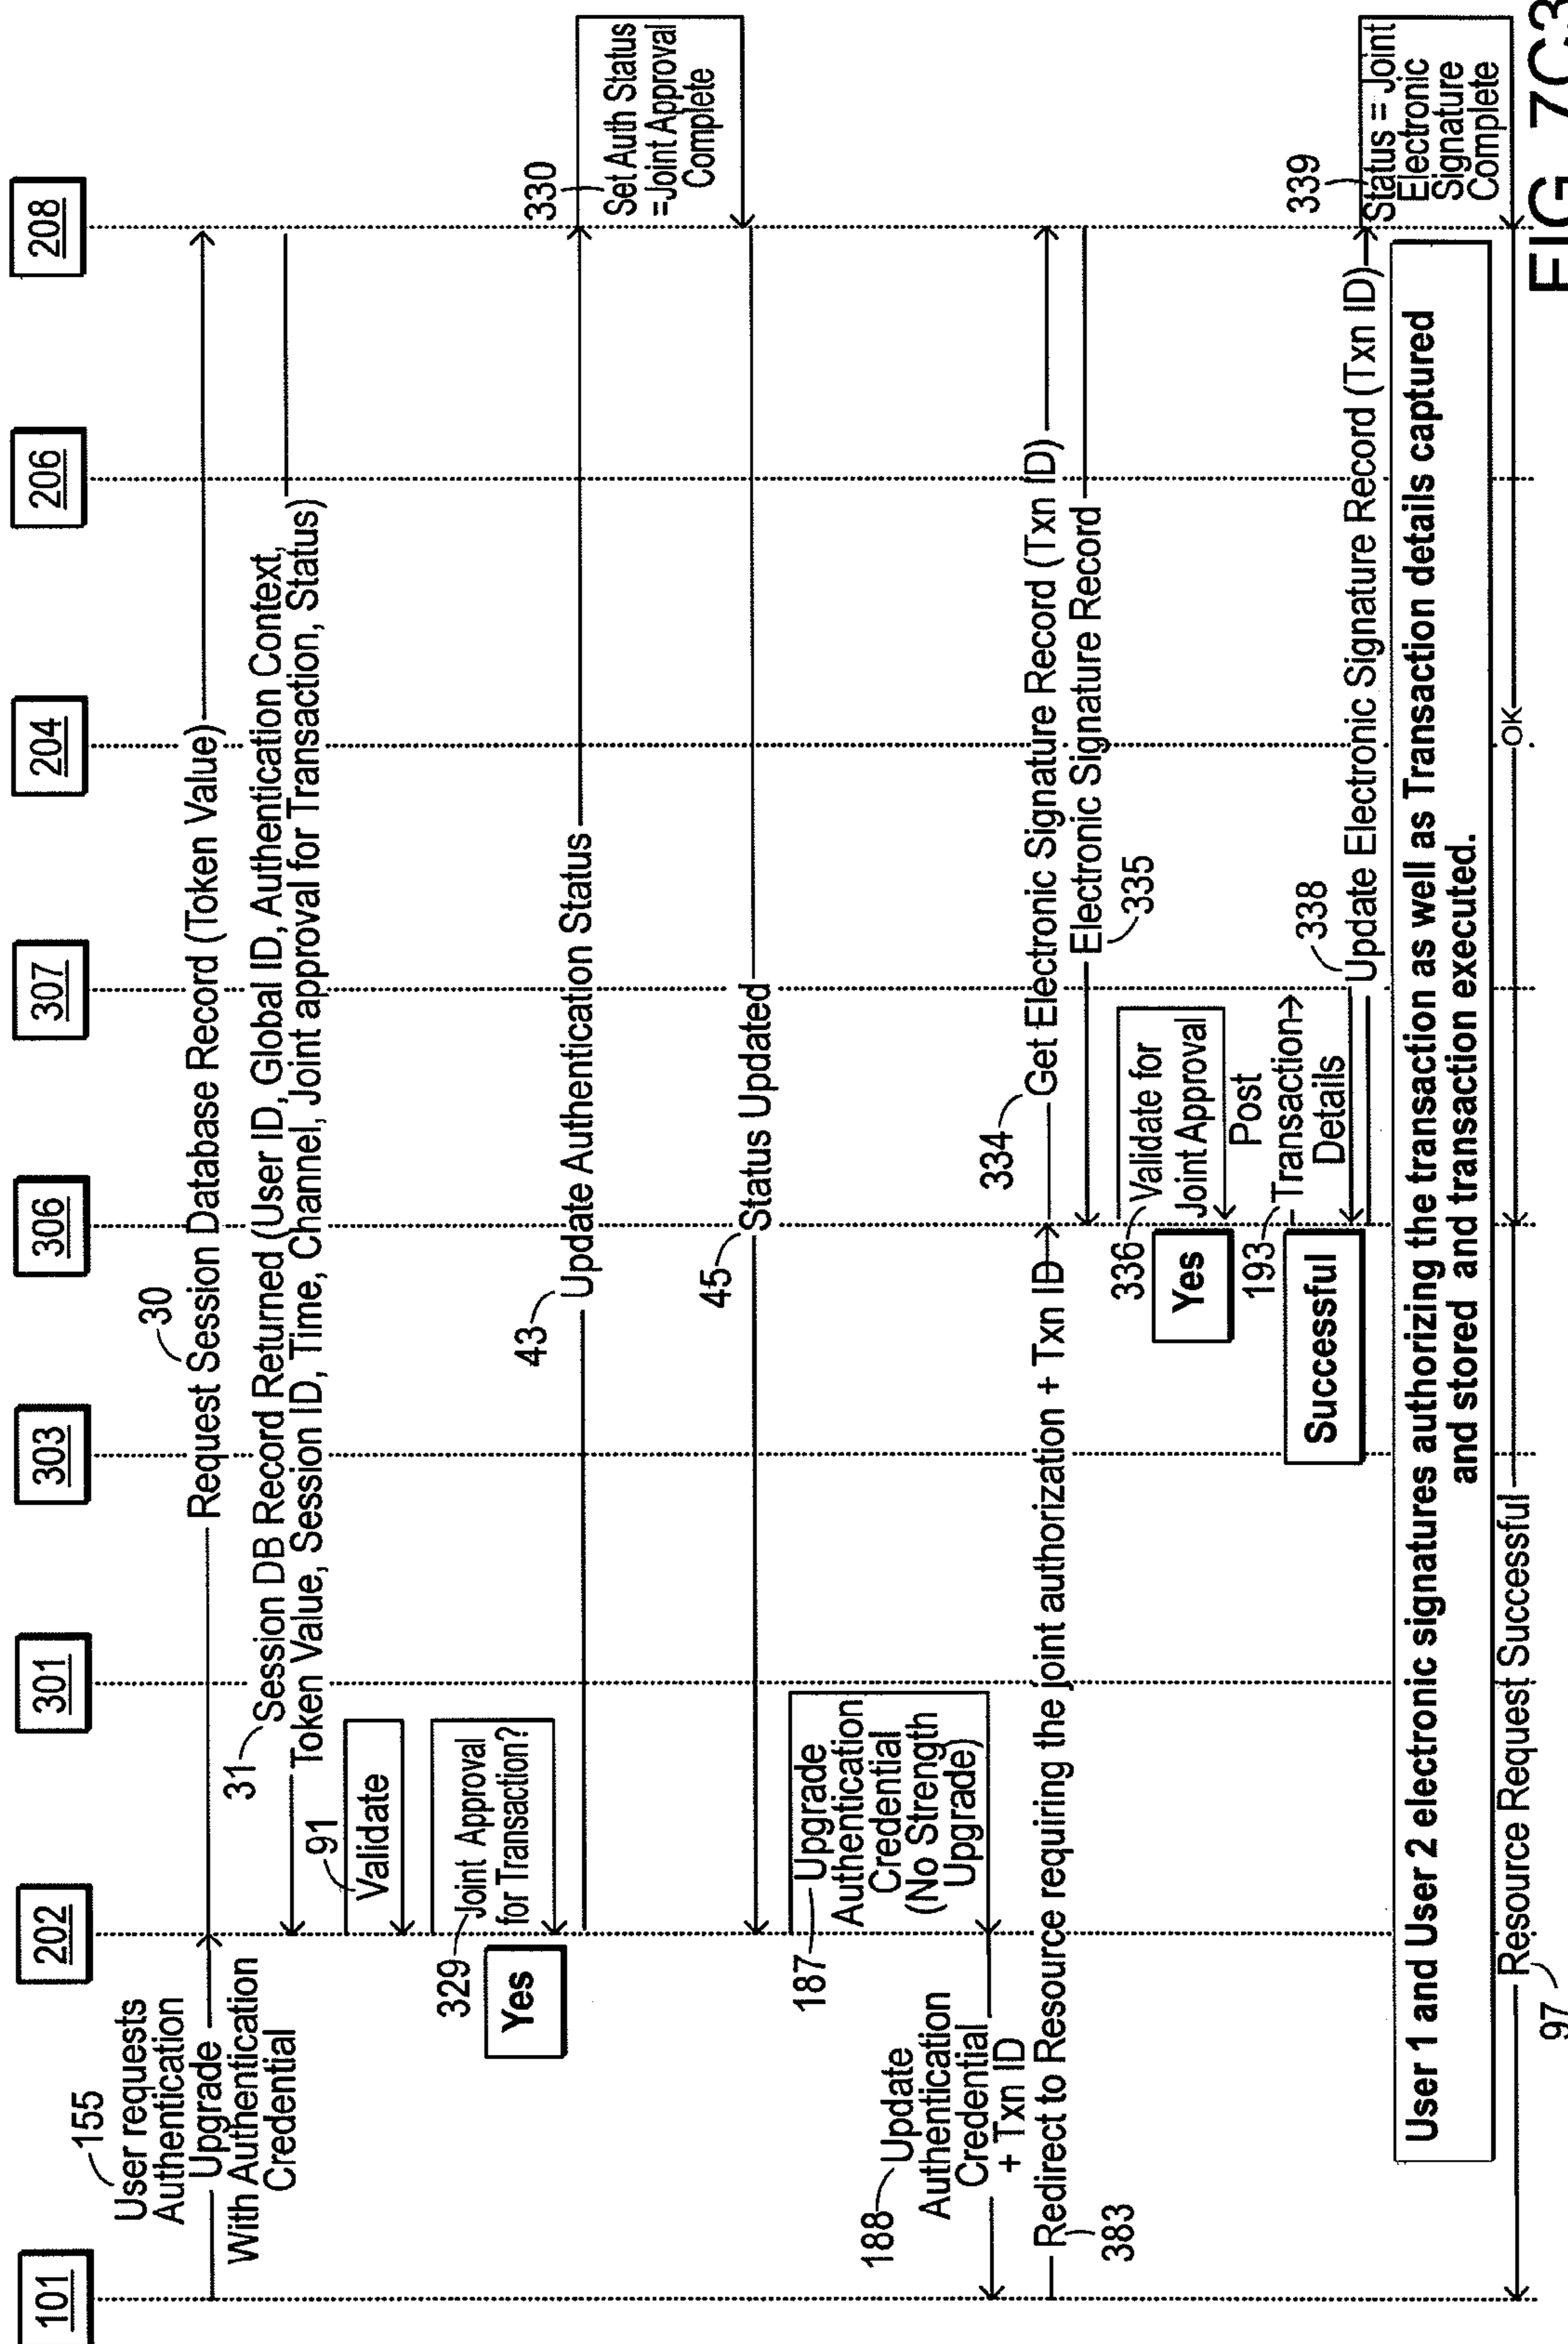 101
202
301
303
306
307
204
206
208
155
User requests
Authentication
Upgrade
With Authentication
Credential
30
Request Session Database Record (Token Value)
31
Session DB Record Returned (User ID, Global ID, Authentication Context,
Token Value, Session ID, Time, Channel, Joint approval for Transaction, Status)
91
Validate
329
Joint Approval
for Transaction?
Yes
43
Update Authentication Status
330
Set Auth Status
=Joint Approval
Complete
45
Status Updated
187
Upgrade
Authentication
Credential
(No Strength
Upgrade)
188
Update
Authentication
Credential
+ Txn ID
Redirect to Resource requiring the joint authorization + Txn ID
383
334
Get Electronic Signature Record (Txn ID)
Electronic Signature Record
335
336
Validate for
Joint Approval
Yes
193
Post
Transaction
Details
Successful
338
Update Electronic Signature Record (Txn ID)
339
Status = Joint
Electronic
Signature
Complete
User 1 and User 2 electronic signatures authorizing the transaction as well as Transaction details captured
and stored and transaction executed.
OK
Resource Request Successful
97
FIG. 7C3